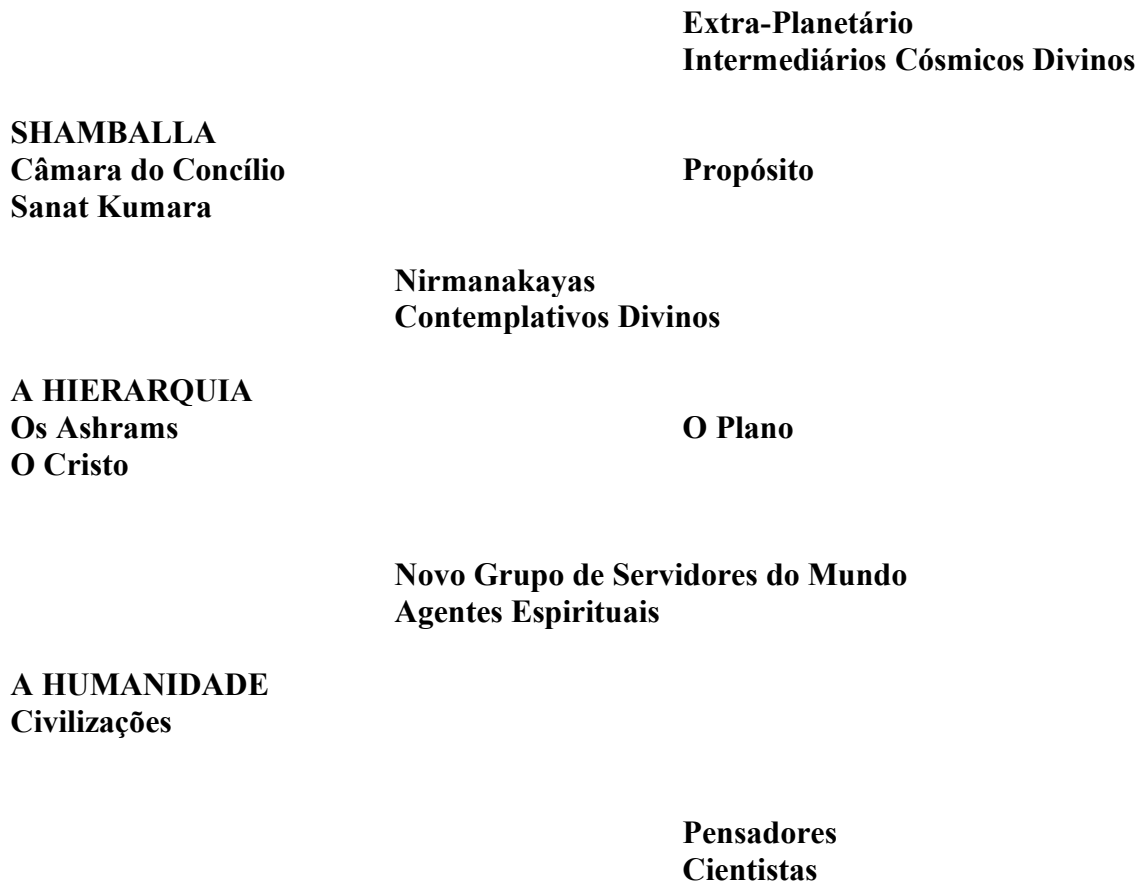 Extra-Planetário
Intermediários Cósmicos Divinos
SHAMBALLA
Câmara do Concílio Propósito
Sanat Kumara
Nirmanakayas
Contemplativos Divinos
A HIERARQUIA
Os Ashrams O Plano
O Cristo
Novo Grupo de Servidores do Mundo
Agentes Espirituais
A HUMANIDADE
Civilizações
Pensadores
Cientistas